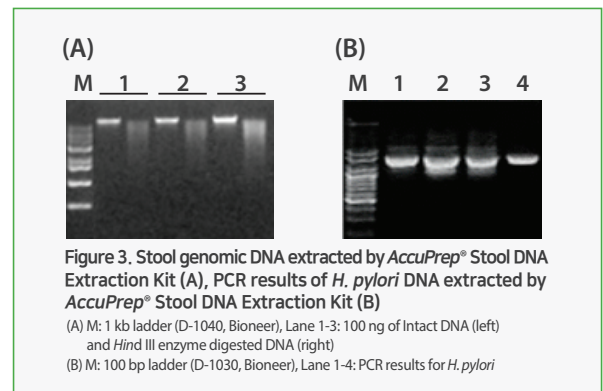 (A)
(B)
M 1 2 3
M 1 2 3 4
Figure 3. Stool genomic DNA extracted by AccuPrep® Stool DNA
Extraction Kit (A), PCR results of H. pylori DNA extracted by
AccuPrep® Stool DNA Extraction Kit (B)
(A) M: 1 kb ladder (D-1040, Bioneer), Lane 1-3: 100 ng of Intact DNA (left)
and Hind III enzyme digested DNA (right)
(B) M: 100 bp ladder (D-1030, Bioneer), Lane 1-4: PCR results for H. pylori